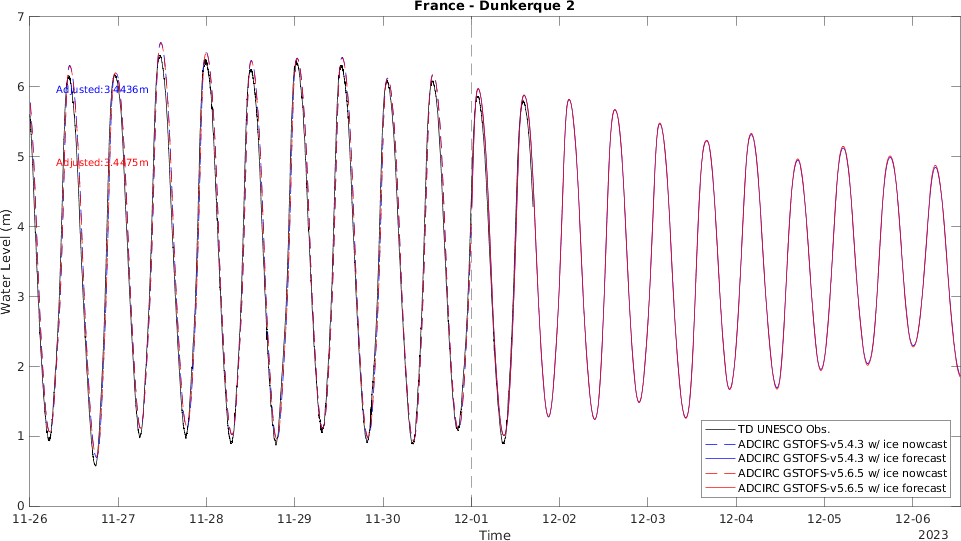 France - Dunkerque 2
Water Level (m)
7
6
5
4
3
2
1
0
Adjusted:3.4436m
Adjusted:3.4475m
TD UNESCO Obs.
ADCIRC GSTOFS-v5.4.3 w/ ice nowcast
ADCIRC GSTOFS-v5.4.3 w/ ice forecast
ADCIRC GSTOFS-v5.6.5 w/ ice nowcast
ADCIRC GSTOFS-v5.6.5 w/ ice forecast
11-26 11-27 11-28 11-29 11-30 12-01 12-02 12-03 12-04 12-05 12-06
Time
2023